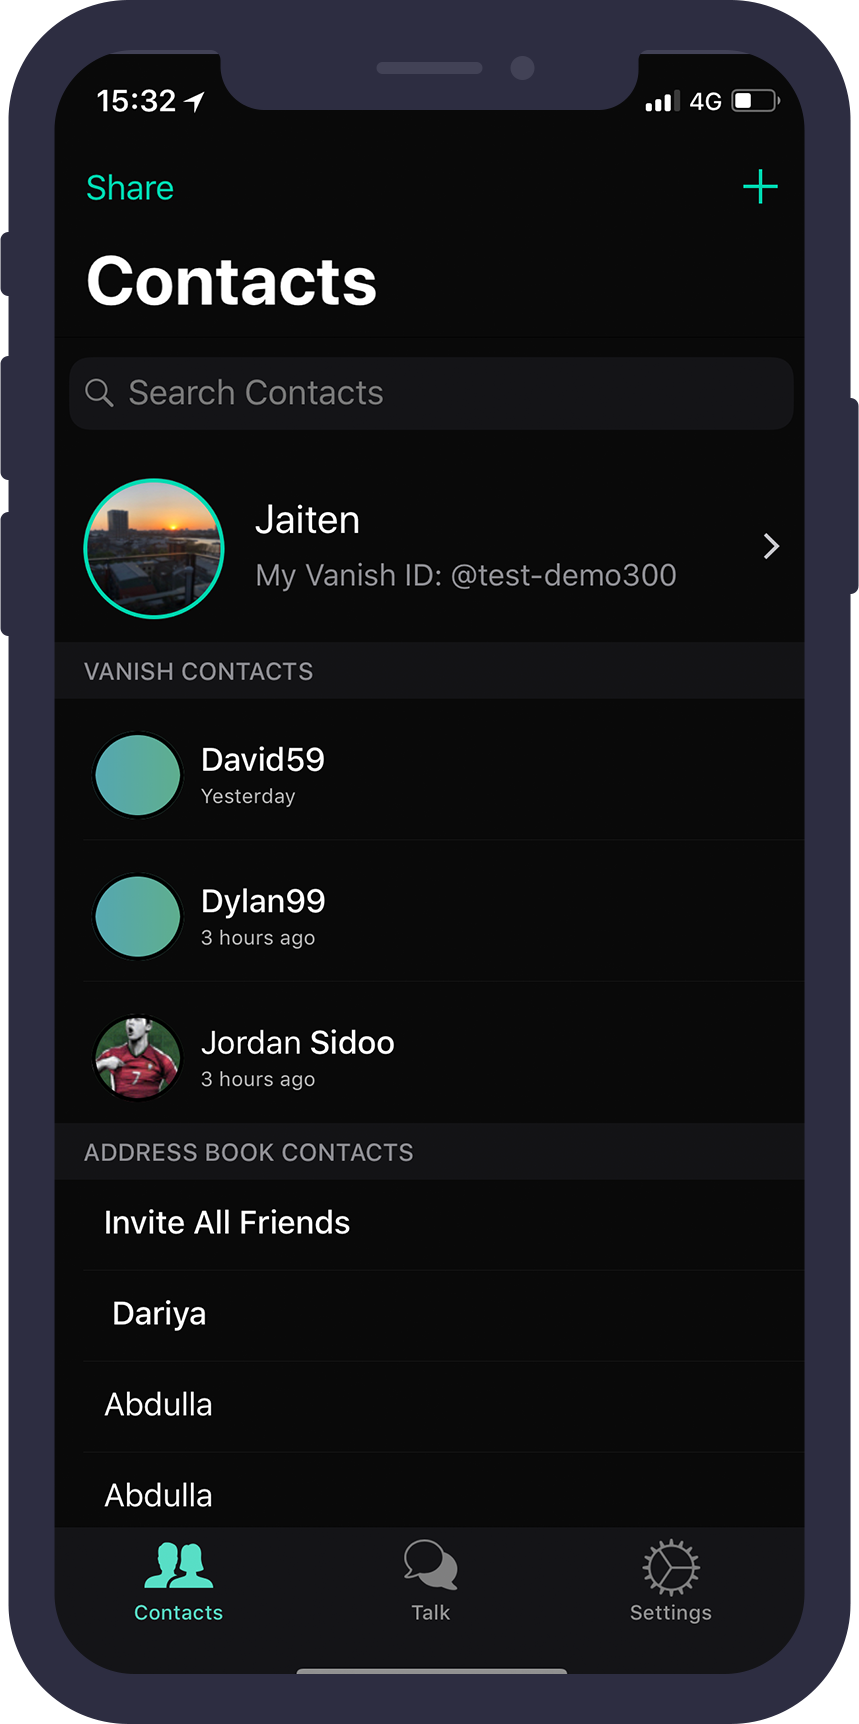 15:32
4G
Share
Contacts
Search Contacts
Jaiten
My Vanish ID: @test-demo300
VANISH CONTACTS
David59
Yesterday
Dylan99
3 hours ago
7
Jordan Sidoo
3 hours ago
ADDRESS BOOK CONTACTS
Invite All Friends
Dariya
Abdulla
Abdulla
Contacts
Talk
Settings